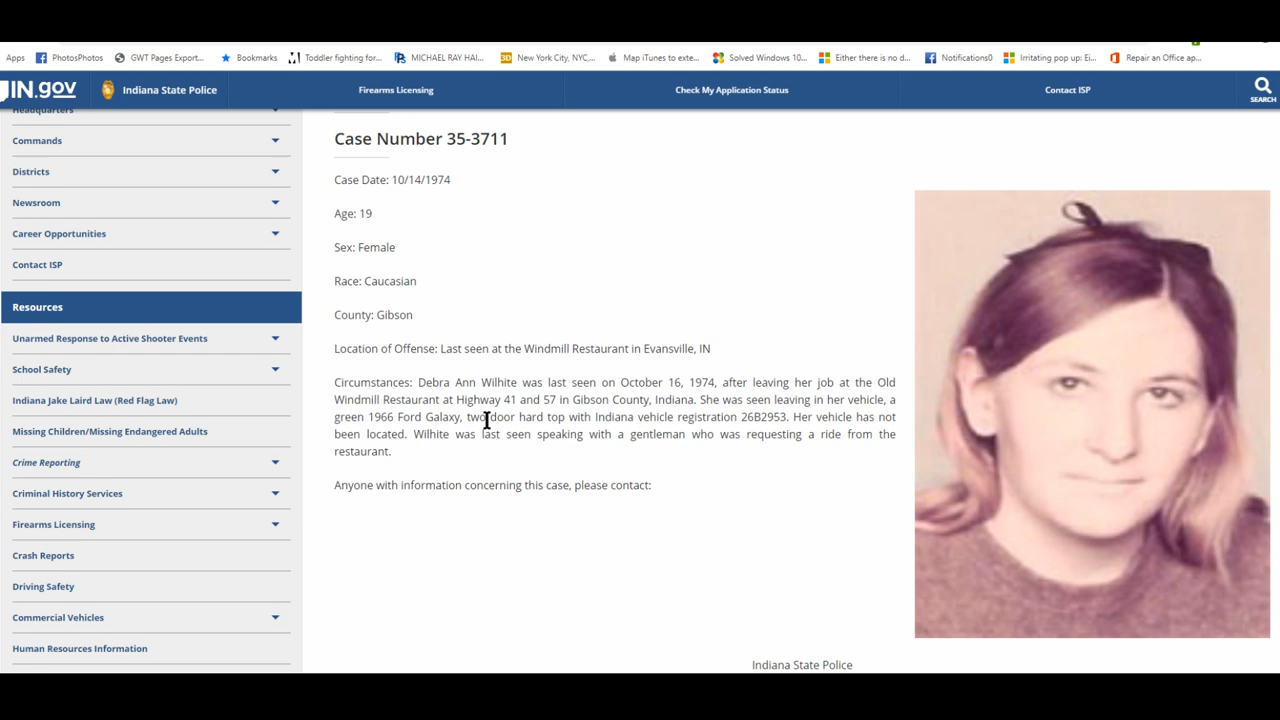 Apps PhotosPhotos GWT Pages Export... Bookmarks Toddler fighting for... MICHAEL RAY HAI... New York City, NYC,... Map iTunes to exte... Solved Windows 10... Either there is no d... Notifications0 Irritating pop up: Ei... Repair an Office ap...
IN.gov Indiana State Police Firearms Licensing Check My Application Status Contact ISP SEARCH
Headquarters
Commands
Districts
Newsroom
Career Opportunities
Contact ISP
Resources
Unarmed Response to Active Shooter Events
School Safety
Indiana Jake Laird Law (Red Flag Law)
Missing Children/Missing Endangered Adults
Crime Reporting
Criminal History Services
Firearms Licensing
Crash Reports
Driving Safety
Commercial Vehicles
Human Resources Information
Case Number 35-3711
Case Date: 10/14/1974
Age: 19
Sex: Female
Race: Caucasian
County: Gibson
Location of Offense: Last seen at the Windmill Restaurant in Evansville, IN
Circumstances: Debra Ann Wilhite was last seen on October 16, 1974, after leaving her job at the Old
Windmill Restaurant at Highway 41 and 57 in Gibson County, Indiana. She was seen leaving in her vehicle, a
green 1966 Ford Galaxy, two door hard top with Indiana vehicle registration 26B2953. Her vehicle has not
been located. Wilhite was last seen speaking with a gentleman who was requesting a ride from the
restaurant.
Anyone with information concerning this case, please contact:
Indiana State Police